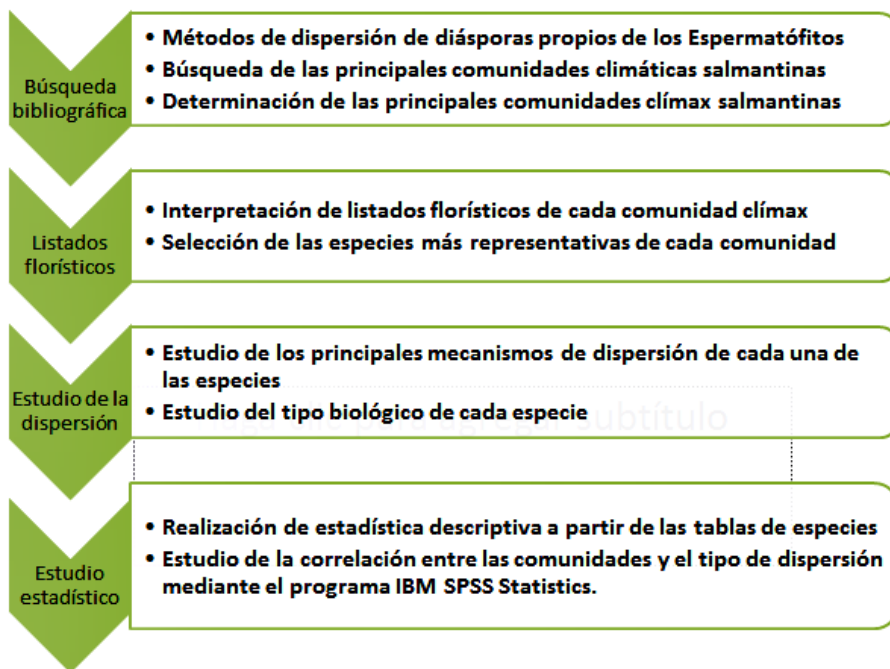 Búsqueda
bibliográfica
• Métodos de dispersión de diásporas propios de los Espermatófitos
• Búsqueda de las principales comunidades climáticas salmantinas
• Determinación de las principales comunidades clímax salmantinas
Listados
florísticos
• Interpretación de listados florísticos de cada comunidad clímax
• Selección de las especies más representativas de cada comunidad
Estudio de la
dispersión
• Estudio de los principales mecanismos de dispersión de cada una de
las especies
• Estudio del tipo biológico de cada especie
agregar subtítulo
Estudio
estadístico
• Realización de estadística descriptiva a partir de las tablas de especies
• Estudio de la correlación entre las comunidades y el tipo de dispersión
mediante el programa IBM SPSS Statistics.